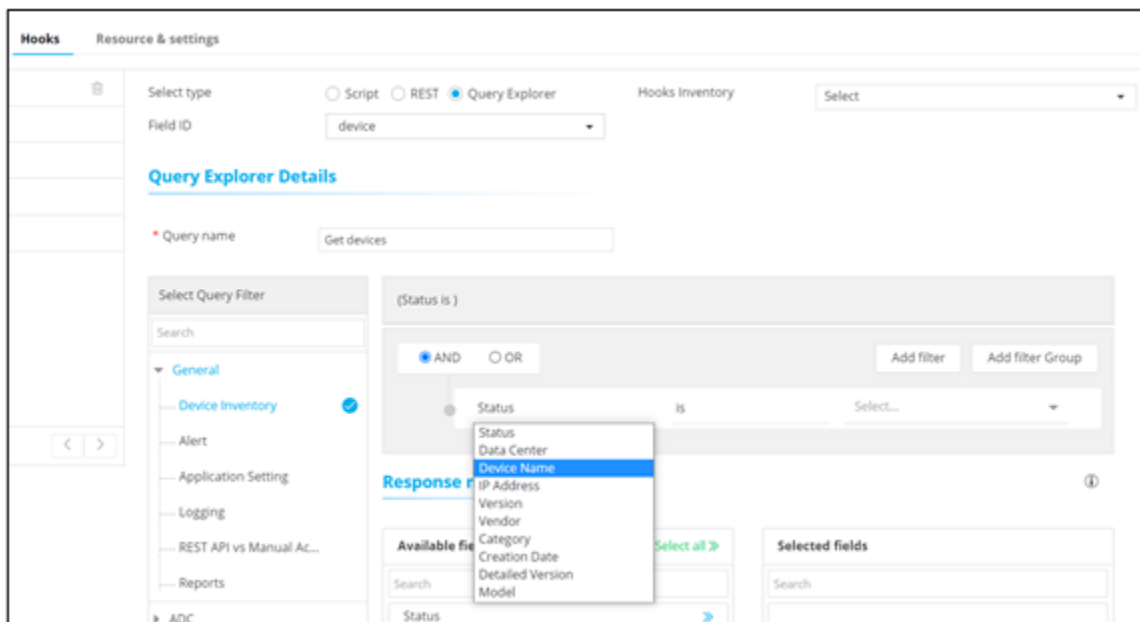 Hooks Resource & settings
Select type Script REST Query Explorer Hooks Inventory Select
Field ID device
Query Explorer Details
* Query name Get devices
Select Query Filter
(Status is )
Search
AND OR Add filter Add filter Group
General
Device Inventory
Status is Select...
Status
Data Center
Device Name
IP Address
Version
Vendor
Category
Creation Date
Detailed Version
Model
Alert
Application Setting
Logging
REST API vs Manual Ac...
Reports
ADC
Response
Available Select all Selected fields
Search Search
Status